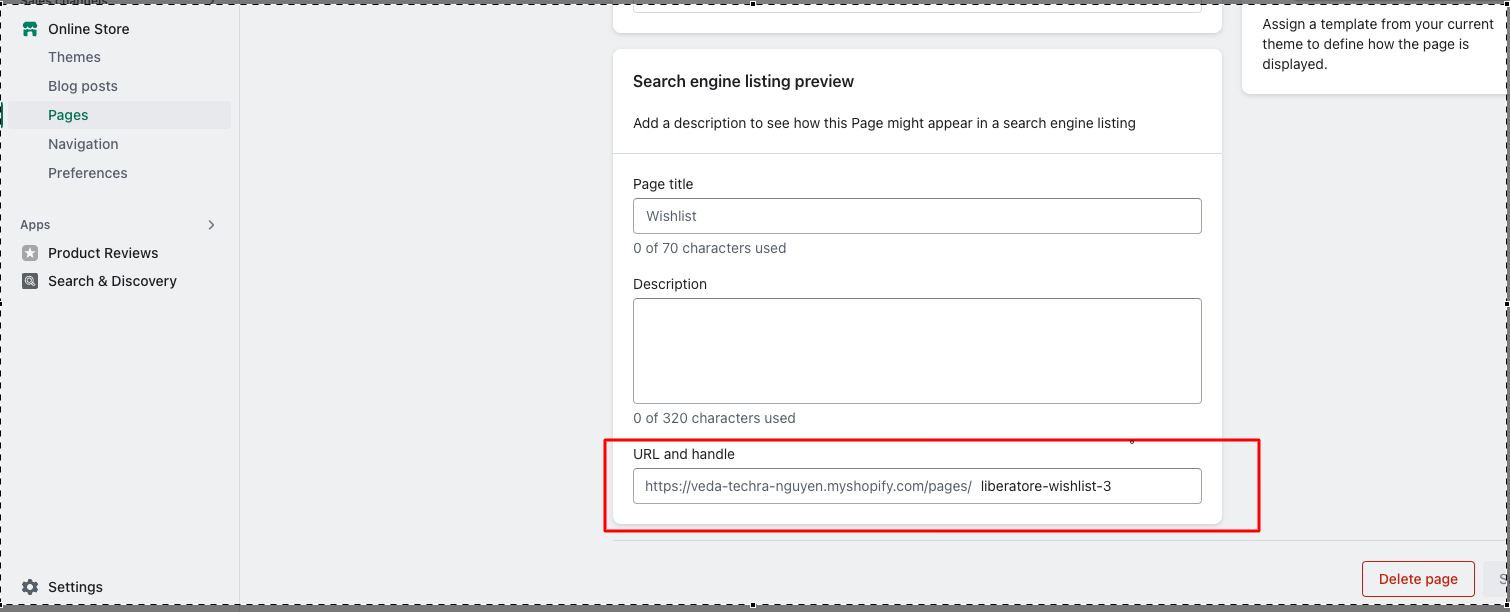 Online Store
Themes
Blog posts
Pages
Navigation
Preferences
Apps
Product Reviews
Search & Discovery
Settings
Search engine listing preview
Add a description to see how this Page might appear in a search engine listing
Page title
Wishlist
0 of 70 characters used
Description
0 of 320 characters used
URL and handle
https://veda-techra-nguyen.myshopify.com/pages/ liberatore-wishlist-3
Assign a template from your current
theme to define how the page is
displayed.
Delete page